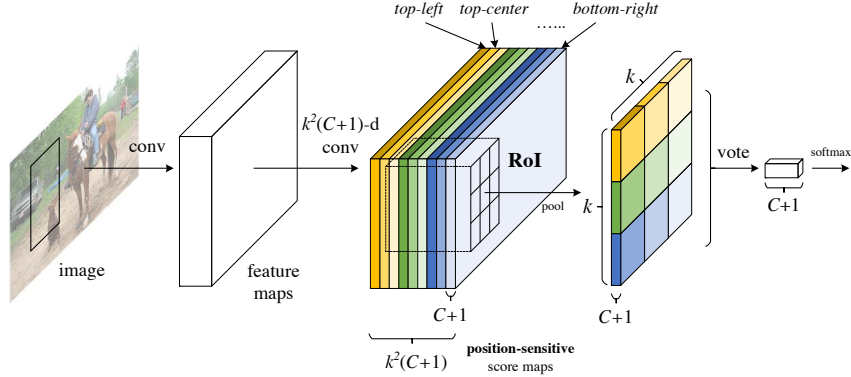 top-left top-center …... bottom-right
conv
k²(C+1)-d
conv
RoI
pool
k
k
vote
softmax
C+1
image
feature
maps
C+1
k²(C+1)
position-sensitive
score maps
C+1